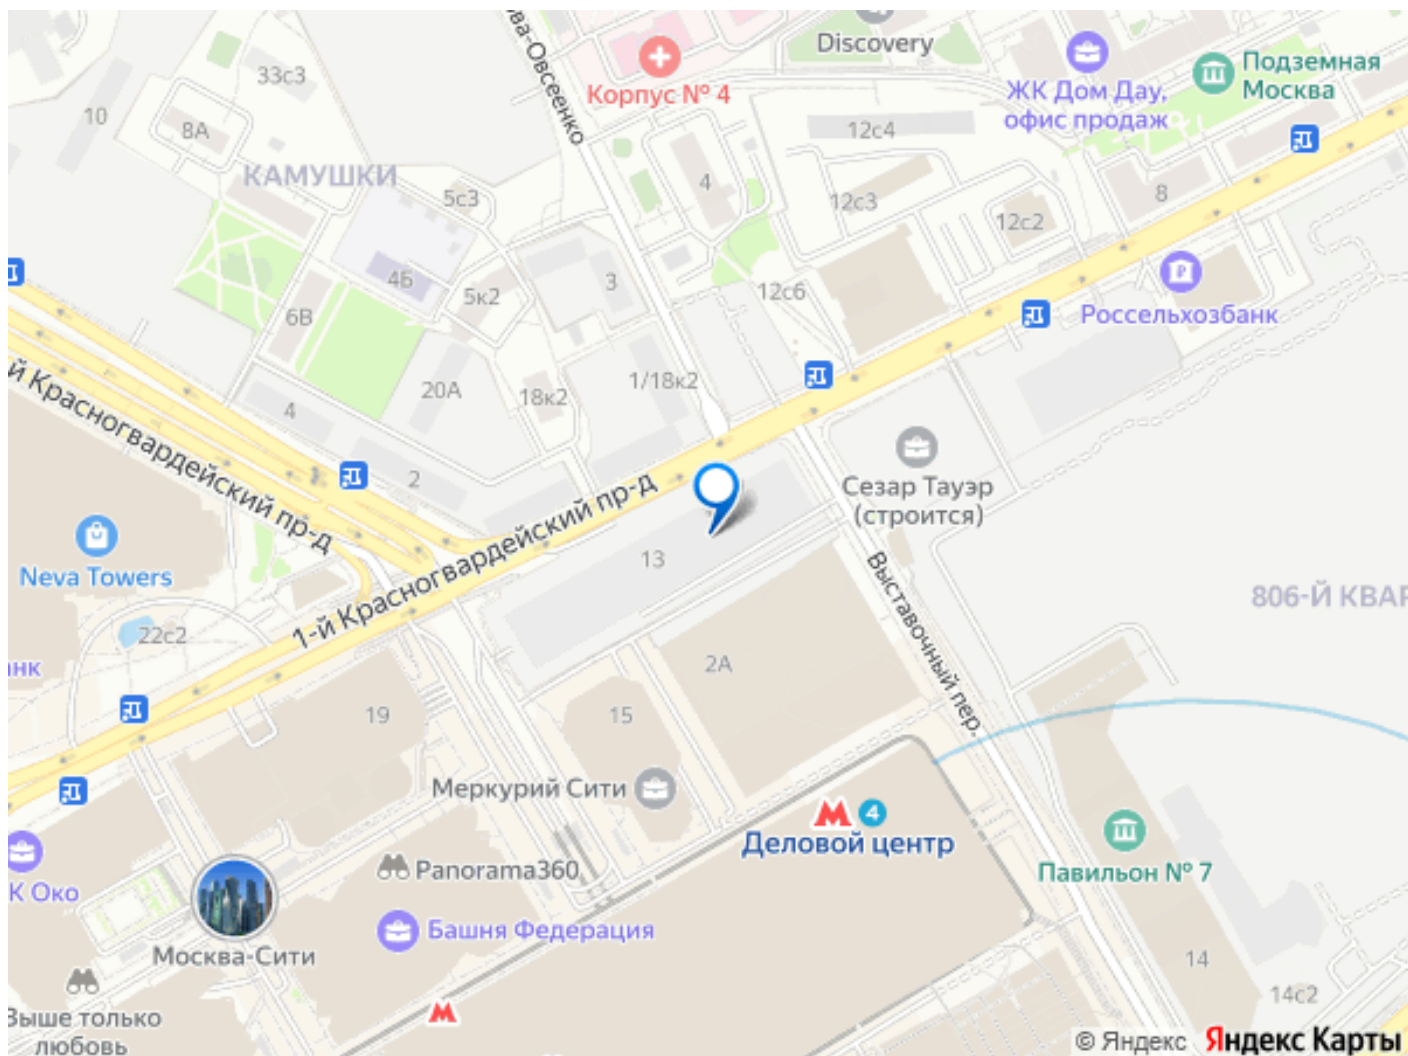 ва-Овсеенко
Discovery
Корпус № 4
ЖК Дом Дау,
офис продаж
Подземная
Москва
33с3
10
8А
12с4
КАМУШКИ
5с3
4
12с3
8
12с2
4Б
5к2
3
12с6
6В
Россельхозбанк
20А
18к2
1/18к2
4
2
-й Красногвардейский пр-д
1-й Красногвардейский пр-д
Сезар Тауэр
(строится)
13
Neva Towers
22с2
Выставочный пер.
806-Й КВАР
анк
2А
19
15
Меркурий Сити
М 4
Деловой центр
Павильон № 7
К Око
Panorama360
Башня Федерация
Москва-Сити
14
14с2
М
Выше только
любовь
© Яндекс Яндекс Карты